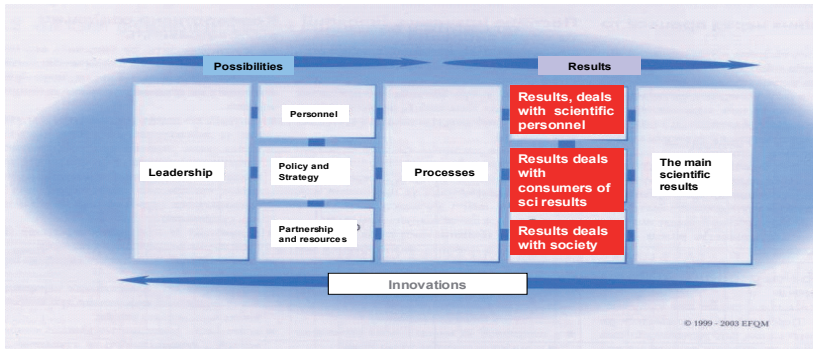 Possibilities
Results
Leadership
Personnel
Policy and
Strategy
Partnership
and resources
Processes
Results, deals
with scientific
personnel
Results deals
with
consumers of
sci results
Results deals
with society
The main
scientific
results
Innovations
© 1999 - 2003 EFQM